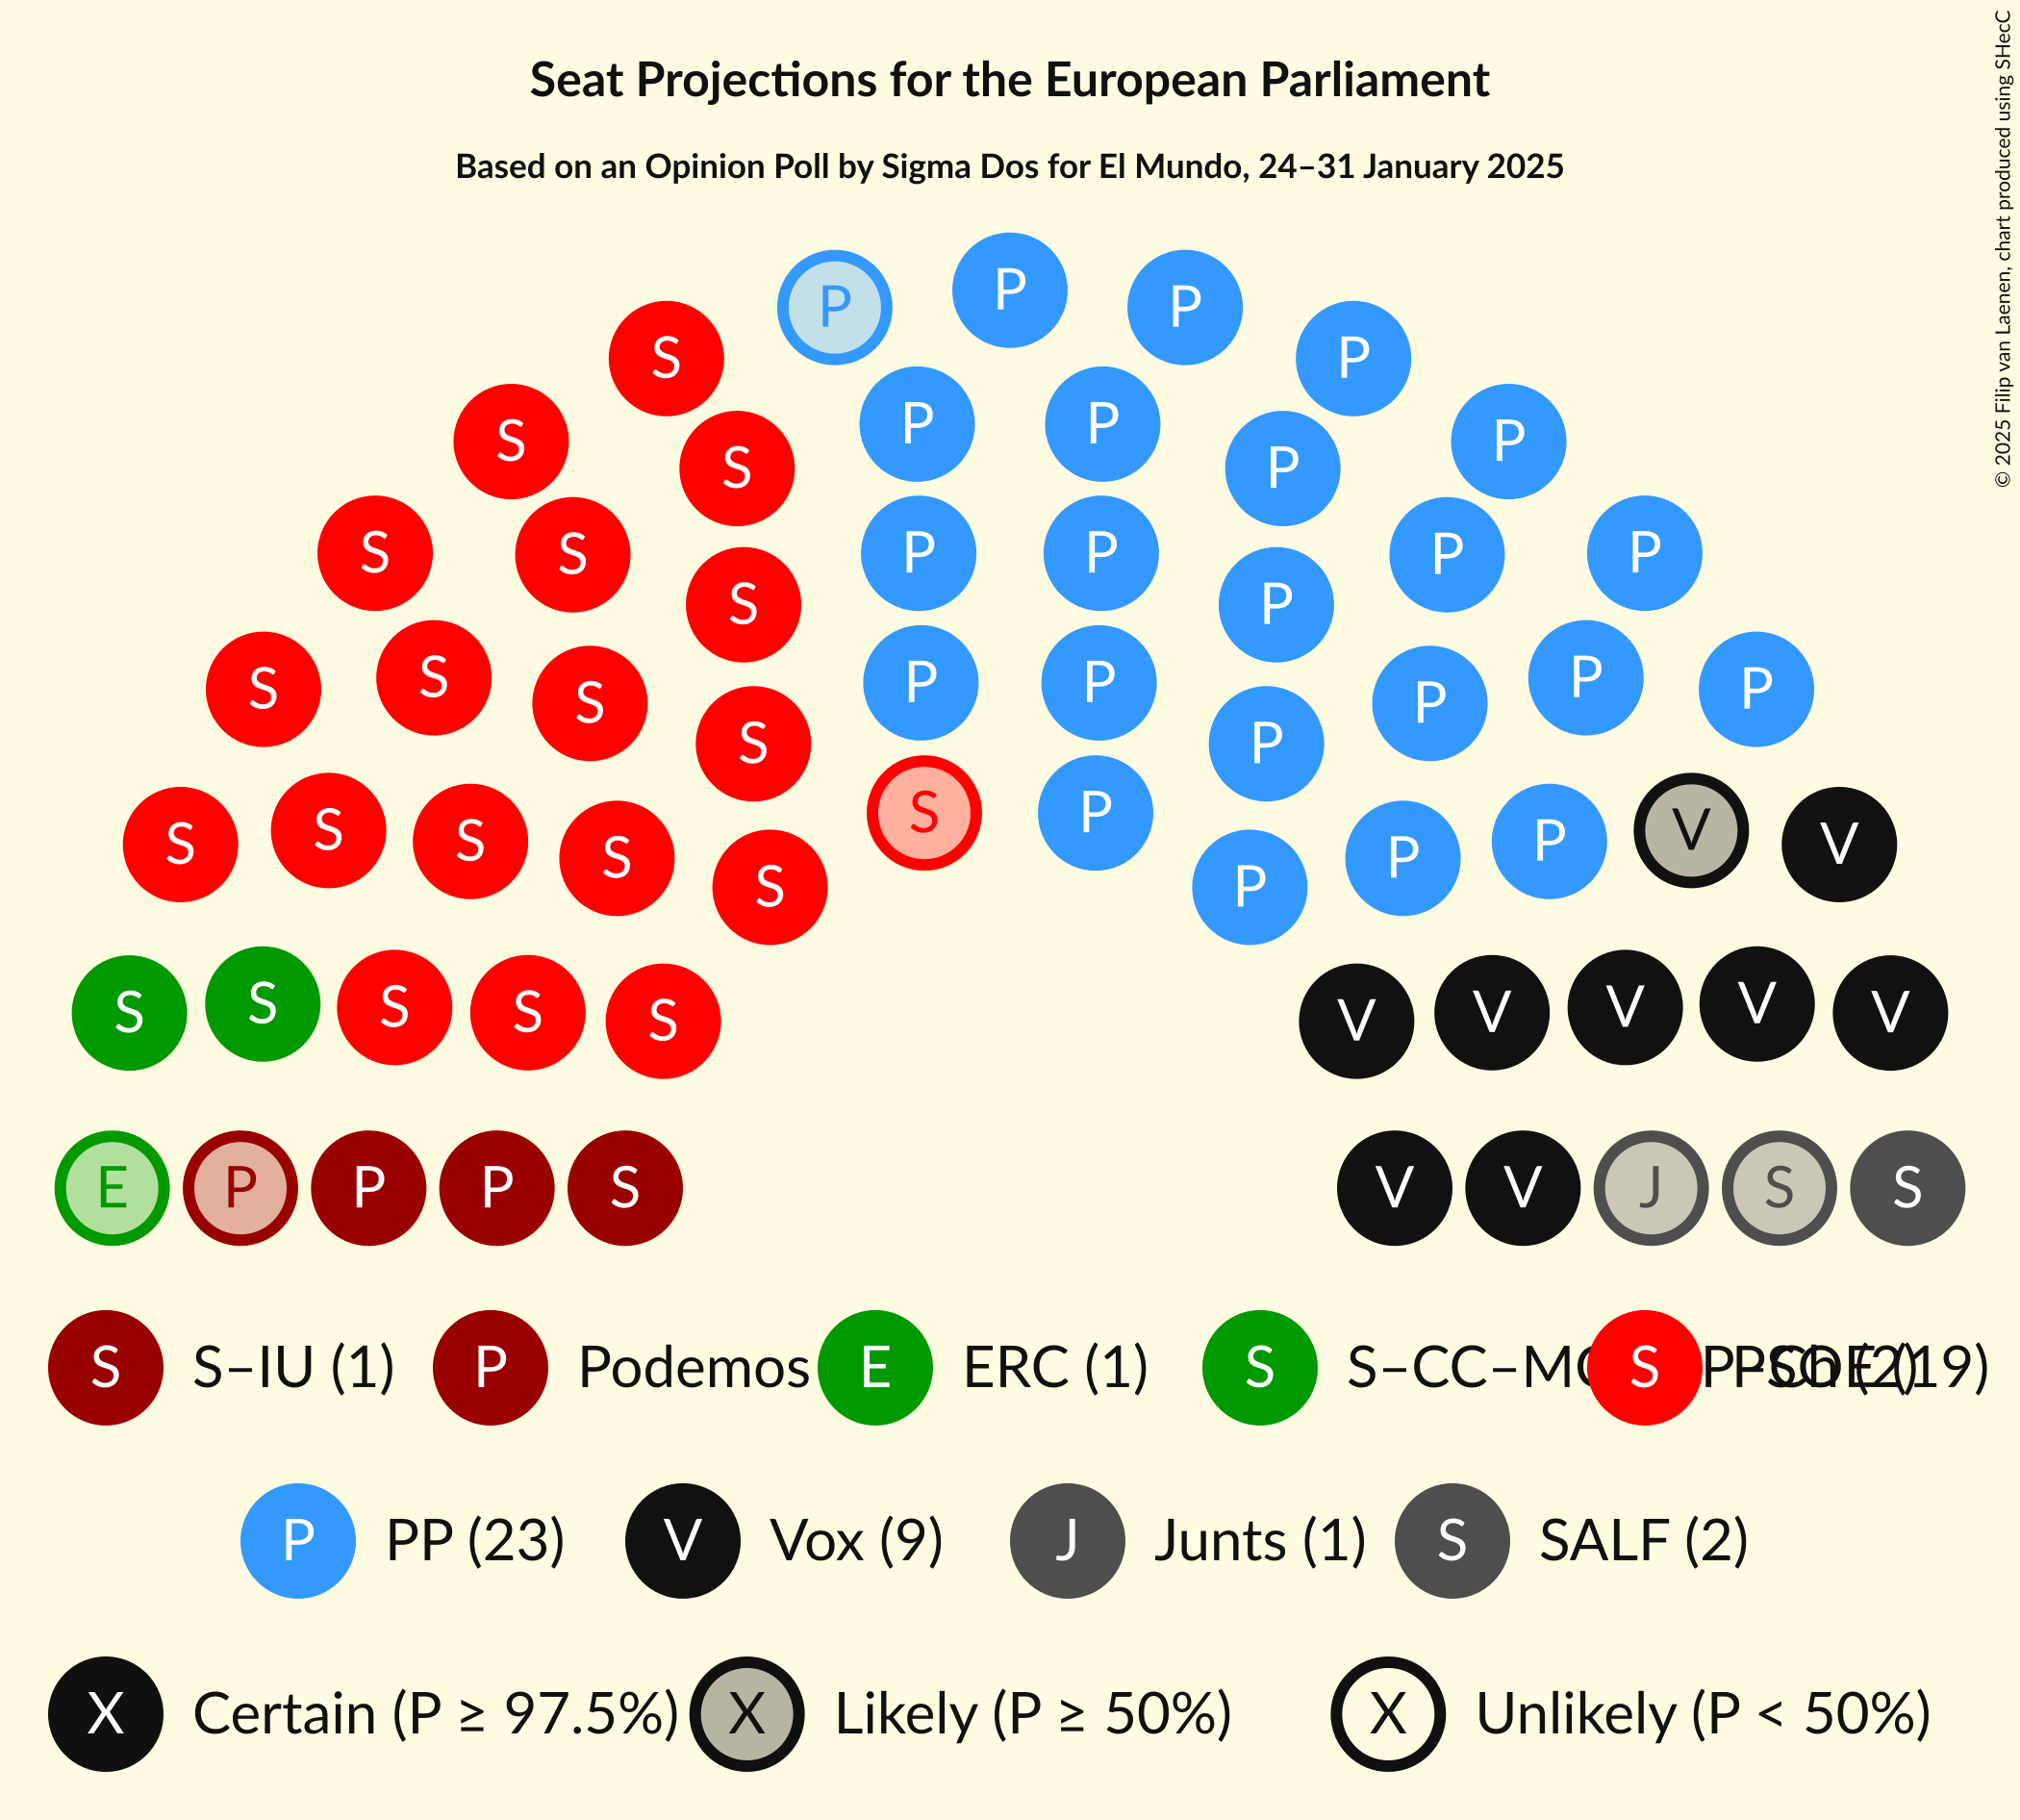 Seat Projections for the European Parliament
Based on an Opinion Poll by Sigma Dos for El Mundo, 24–31 January 2025
© 2025 Filip van Laenen, chart produced using SHecC
P
P P
S P
S P
P P
S P
S S P P P
P P
S P
S P
S S P P
P P
S S P P
S P
S P
S S P P
S S V V
S S P P
S P
S S V V
S S V V
S V
E P P P S V V J S S
S S–IU (1) P Podemos E ERC (1) S S–CC–M S PSOE (19)
P PP (23) V Vox (9) J Junts (1) S SALF (2)
X Certain (P ≥ 97.5%) X Likely (P ≥ 50%) X Unlikely (P < 50%)